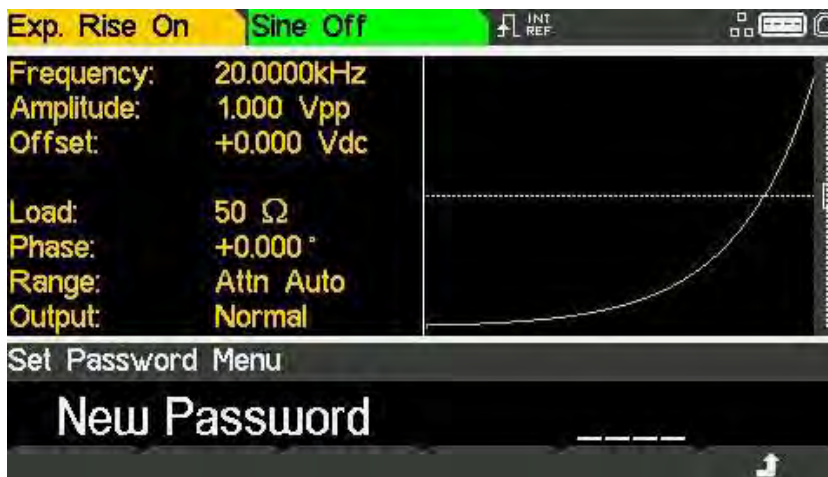 Exp. Rise On Sine Off INT REF
Frequency: 20.0000kHz
Amplitude: 1.000 Vpp
Offset: +0.000 Vdc
Load: 50 Ω
Phase: +0.000 °
Range: Attn Auto
Output: Normal
Set Password Menu
New Password _ _ _ _